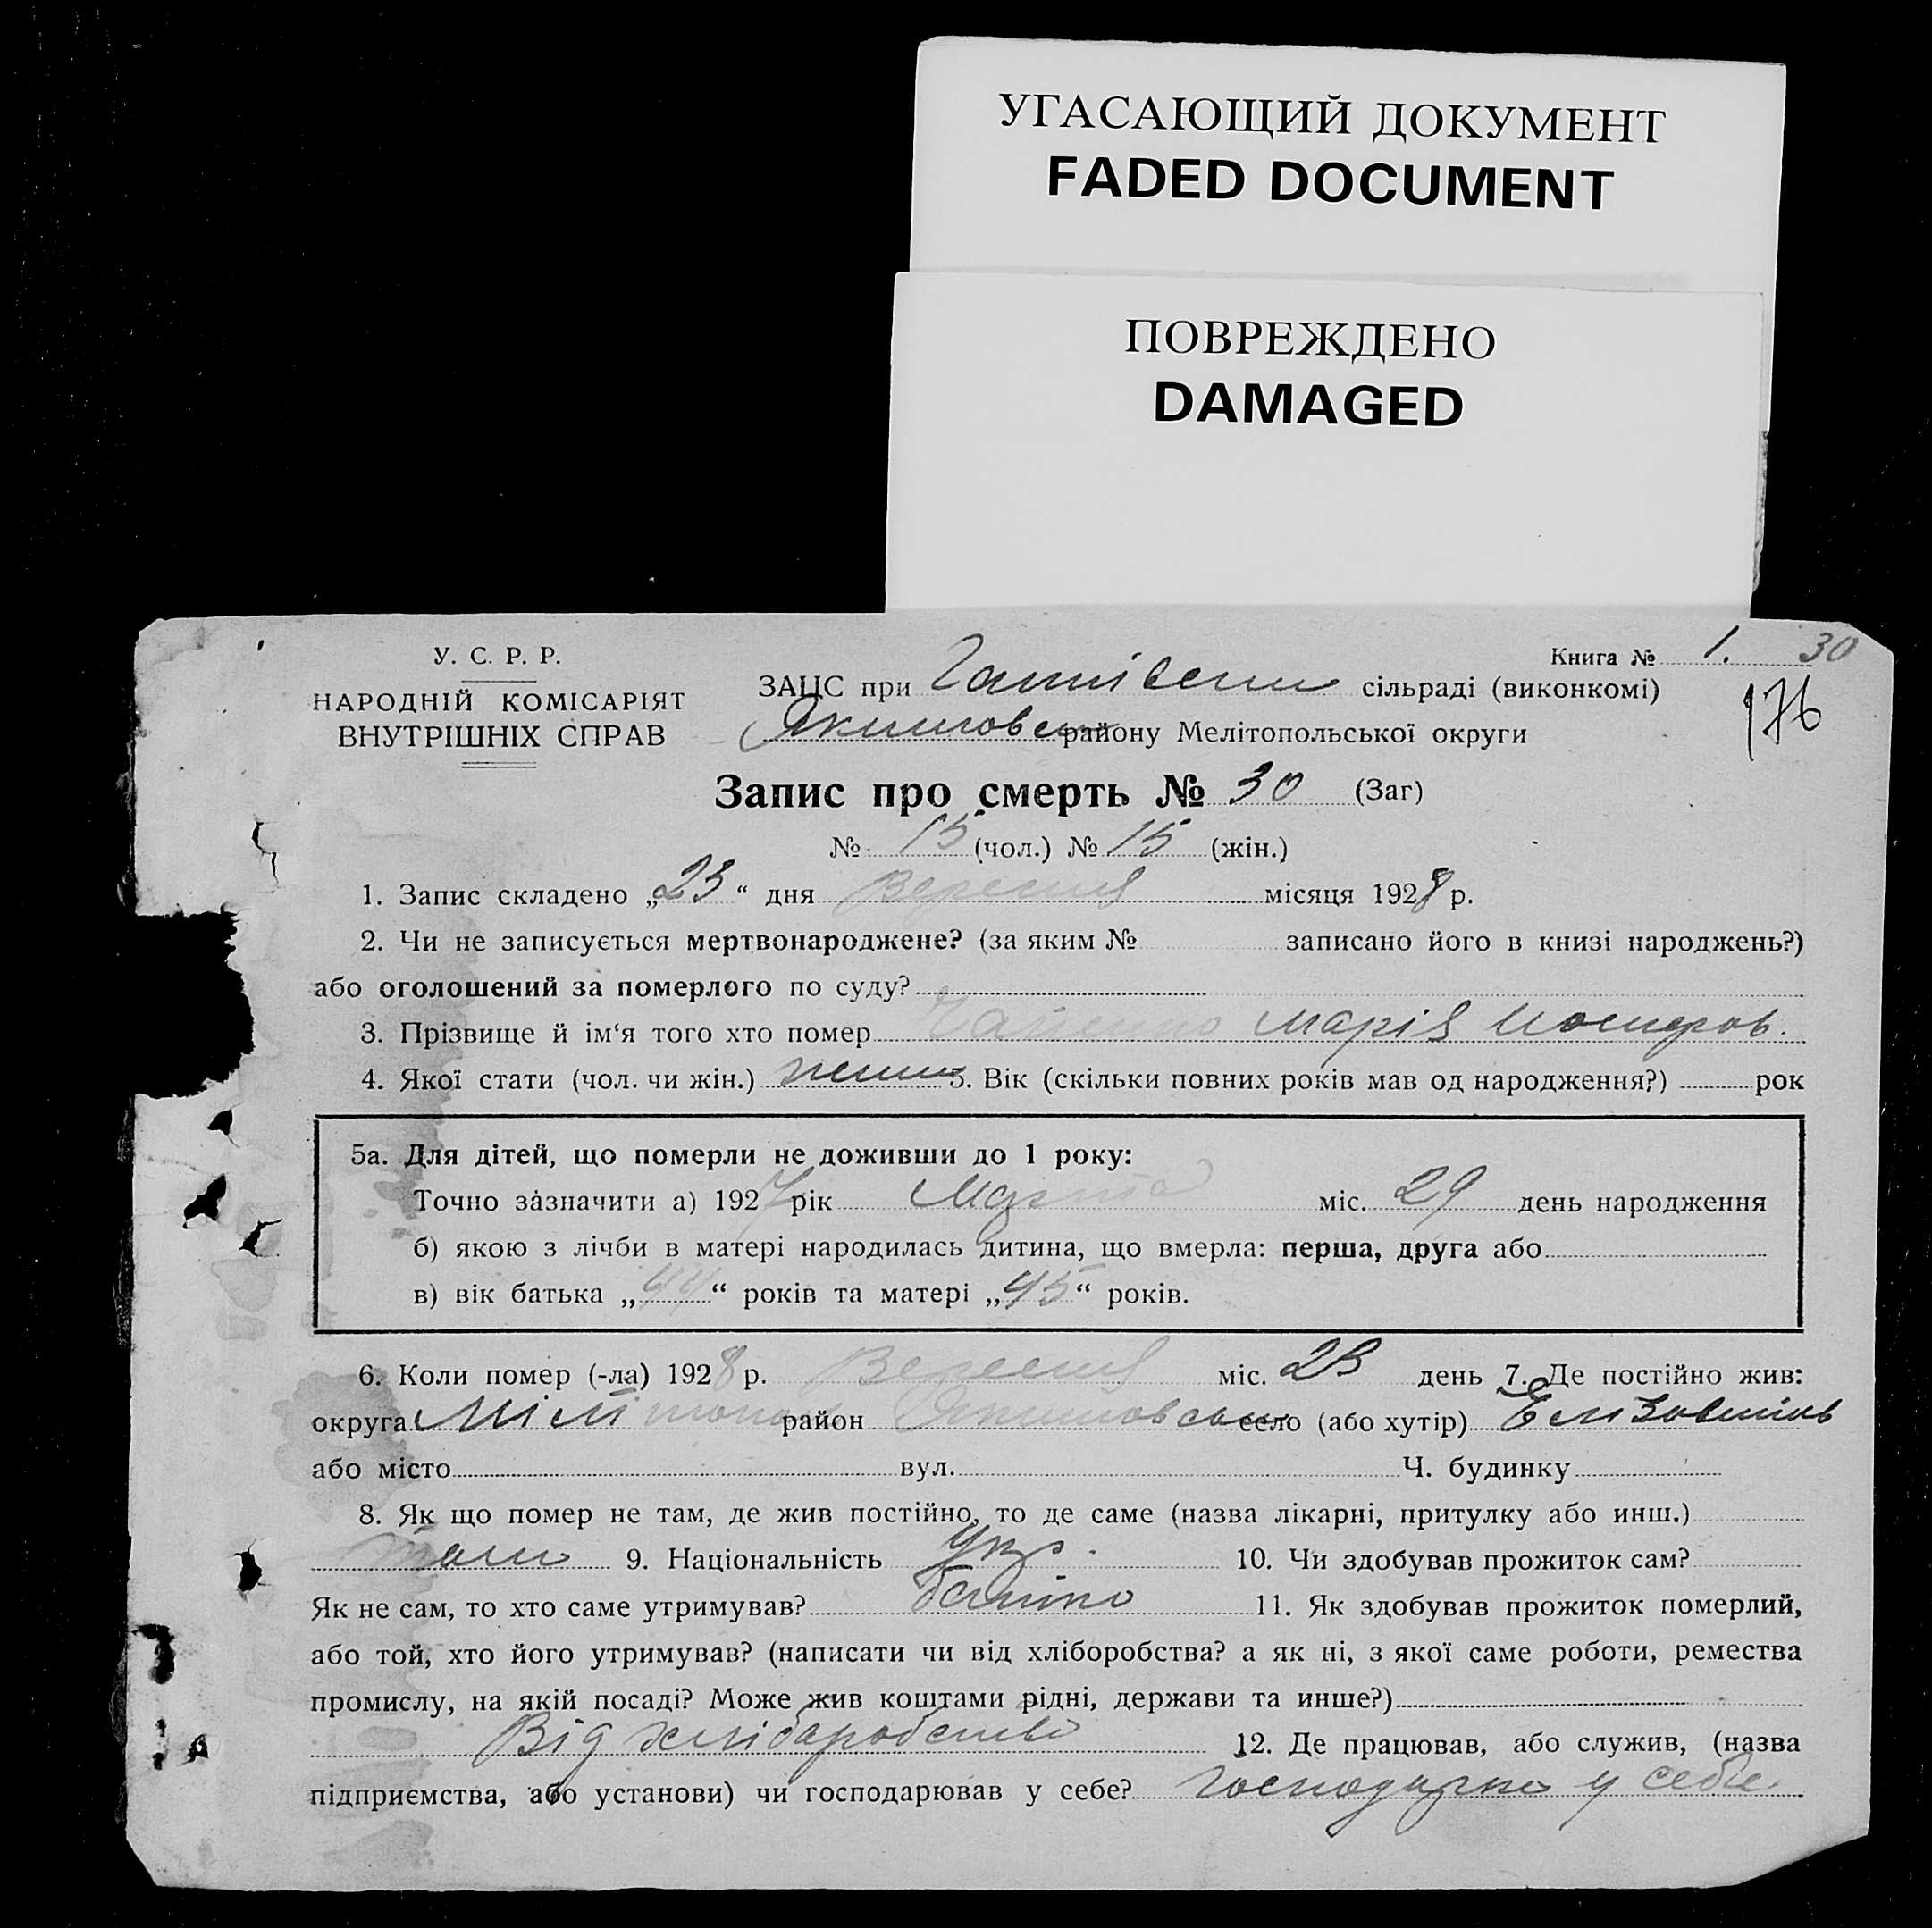 УГАСАЮЩИЙ ДОКУМЕНТ
FADED DOCUMENT
ПОВРЕЖДЕНО
DAMAGED
У. С. Р. Р.
НАРОДНІЙ КОМІСАРІЯТ
ВНУТРІШНІХ СПРАВ
Книга № 1. 30
176
ЗАЦС при сільраді (виконкомі)
району Мелітопольської округи
Запис про смерть № 30 (Заг)
№ 15 (чол.) № 15 (жін.)
1. Запис складено „23“ дня Вересня місяця 1928 р.
2. Чи не записується мертвонароджене? (за яким № записано його в книзі народжень?)
або оголошений за померлого по суду?
3. Прізвище й ім‘я того хто помер Марія
4. Якої стати (чол. чи жін.) 5. Вік (скільки повних років мав од народження?) рок
5а. Для дітей, що померли не доживши до 1 року:
Точно зазначити а) 1927 рік Марта міс. 29 день народження
б) якою з лічби в матері народилась дитина, що вмерла: перша, друга або
в) вік батька „44“ років та матері „45“ років.
6. Коли помер (-ла) 1928 р. Вересня міс. 23 день 7. Де постійно жив:
округа район село (або хутір)
або місто вул. Ч. будинку
8. Як що помер не там, де жив постійно, то де саме (назва лікарні, притулку або инш.)
там 9. Національність Укр. 10. Чи здобував прожиток сам?
Як не сам, то хто саме утримував? батько 11. Як здобував прожиток померлий,
або той, хто його утримував? (написати чи від хліборобства? а як ні, з якої саме роботи, ремества
промислу, на якій посаді? Може жив коштами рідні, держави та инше?)
Від хліборобства 12. Де працював, або служив, (назва
підприємства, або установи) чи господарював у себе? у себе